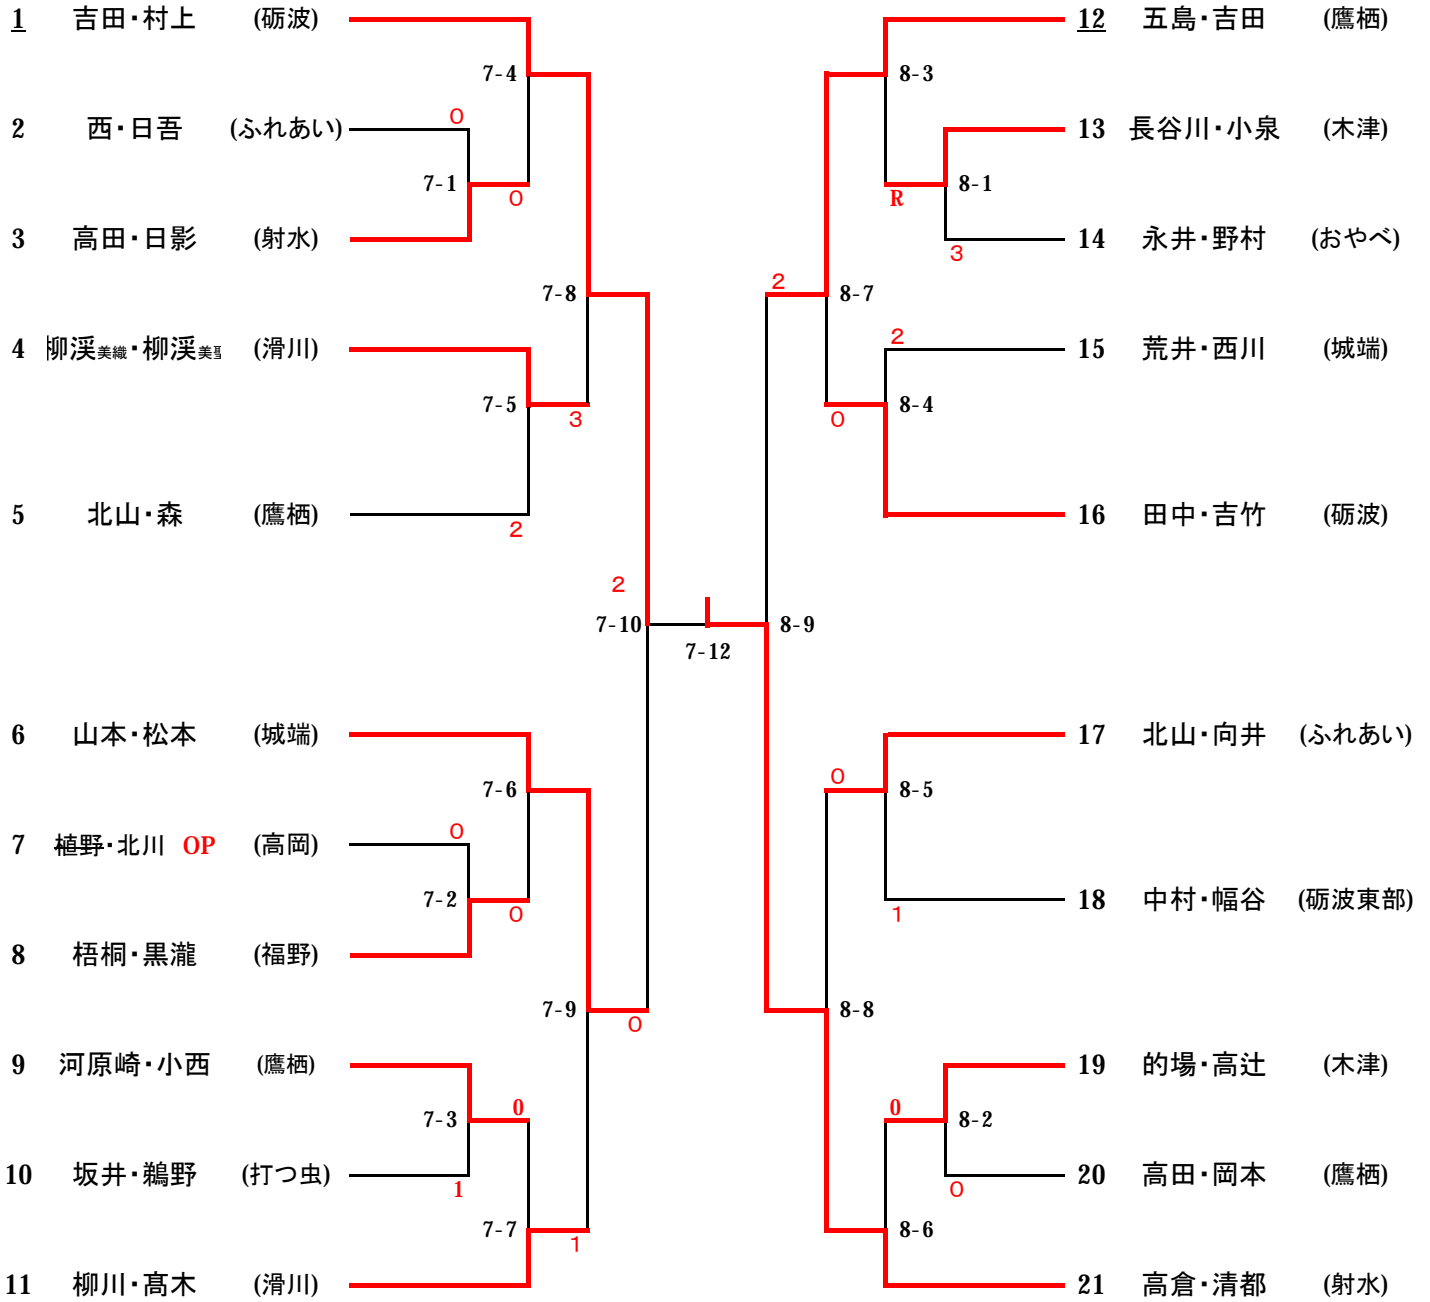 1 吉田・村上 (砺波)
7-4
0
2 西・日吾 (ふれあい)
7-1
0
3 高田・日影 (射水)
7-8
4 柳渓美織・柳渓美 (滑川)
7-5
3
5 北山・森 (鷹栖)
2
2
7-10
7-12
6 山本・松本 (城端)
7-6
0
7 植野・北川 OP (高岡)
7-2
0
8 梧桐・黒瀧 (福野)
7-9
0
9 河原崎・小西 (鷹栖)
0
7-3
10 坂井・鵜野 (打つ虫)
1
7-7
1
11 柳川・髙木 (滑川)
12 五島・吉田 (鷹栖)
8-3
13 長谷川・小泉 (木津)
8-1
R
14 永井・野村 (おやべ)
3
2
8-7
2
15 荒井・西川 (城端)
8-4
0
16 田中・吉竹 (砺波)
8-9
17 北山・向井 (ふれあい)
0
8-5
18 中村・幅谷 (砺波東部)
1
8-8
19 的場・高辻 (木津)
0
8-2
20 高田・岡本 (鷹栖)
0
8-6
21 高倉・清都 (射水)